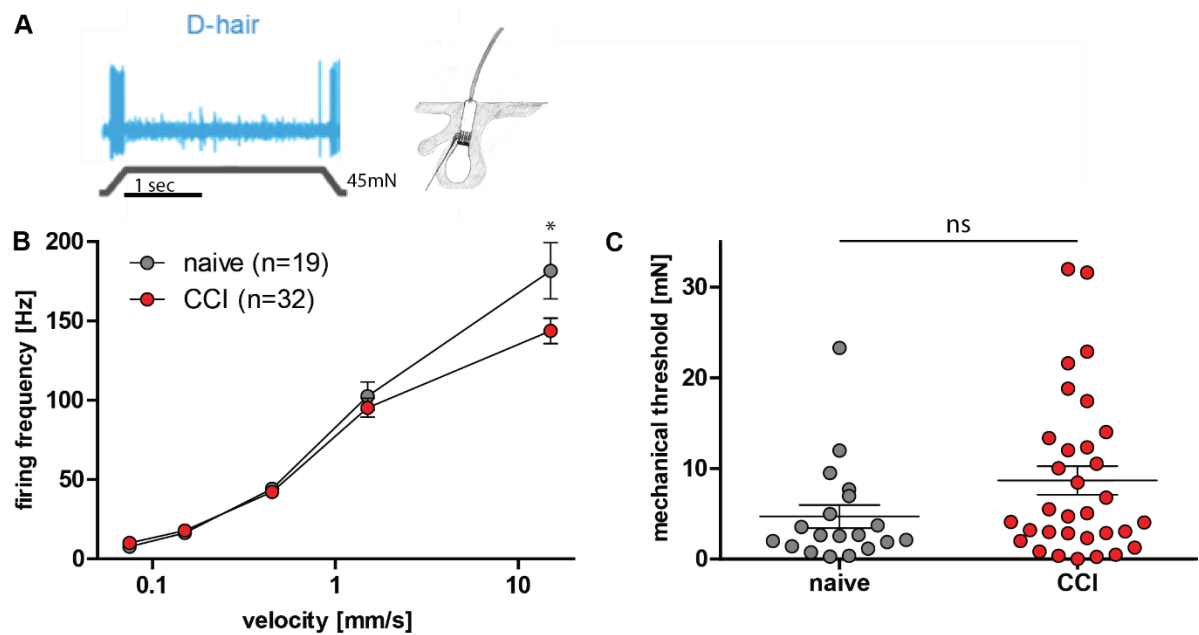 A
D-hair
1 sec
45mN
B
200
150
100
50
0
firing frequency [Hz]
*
naive (n=19)
CCI (n=32)
0.1
1
10
velocity [mm/s]
C
ns
30
20
10
0
mechanical threshold [mN]
naive
CCI